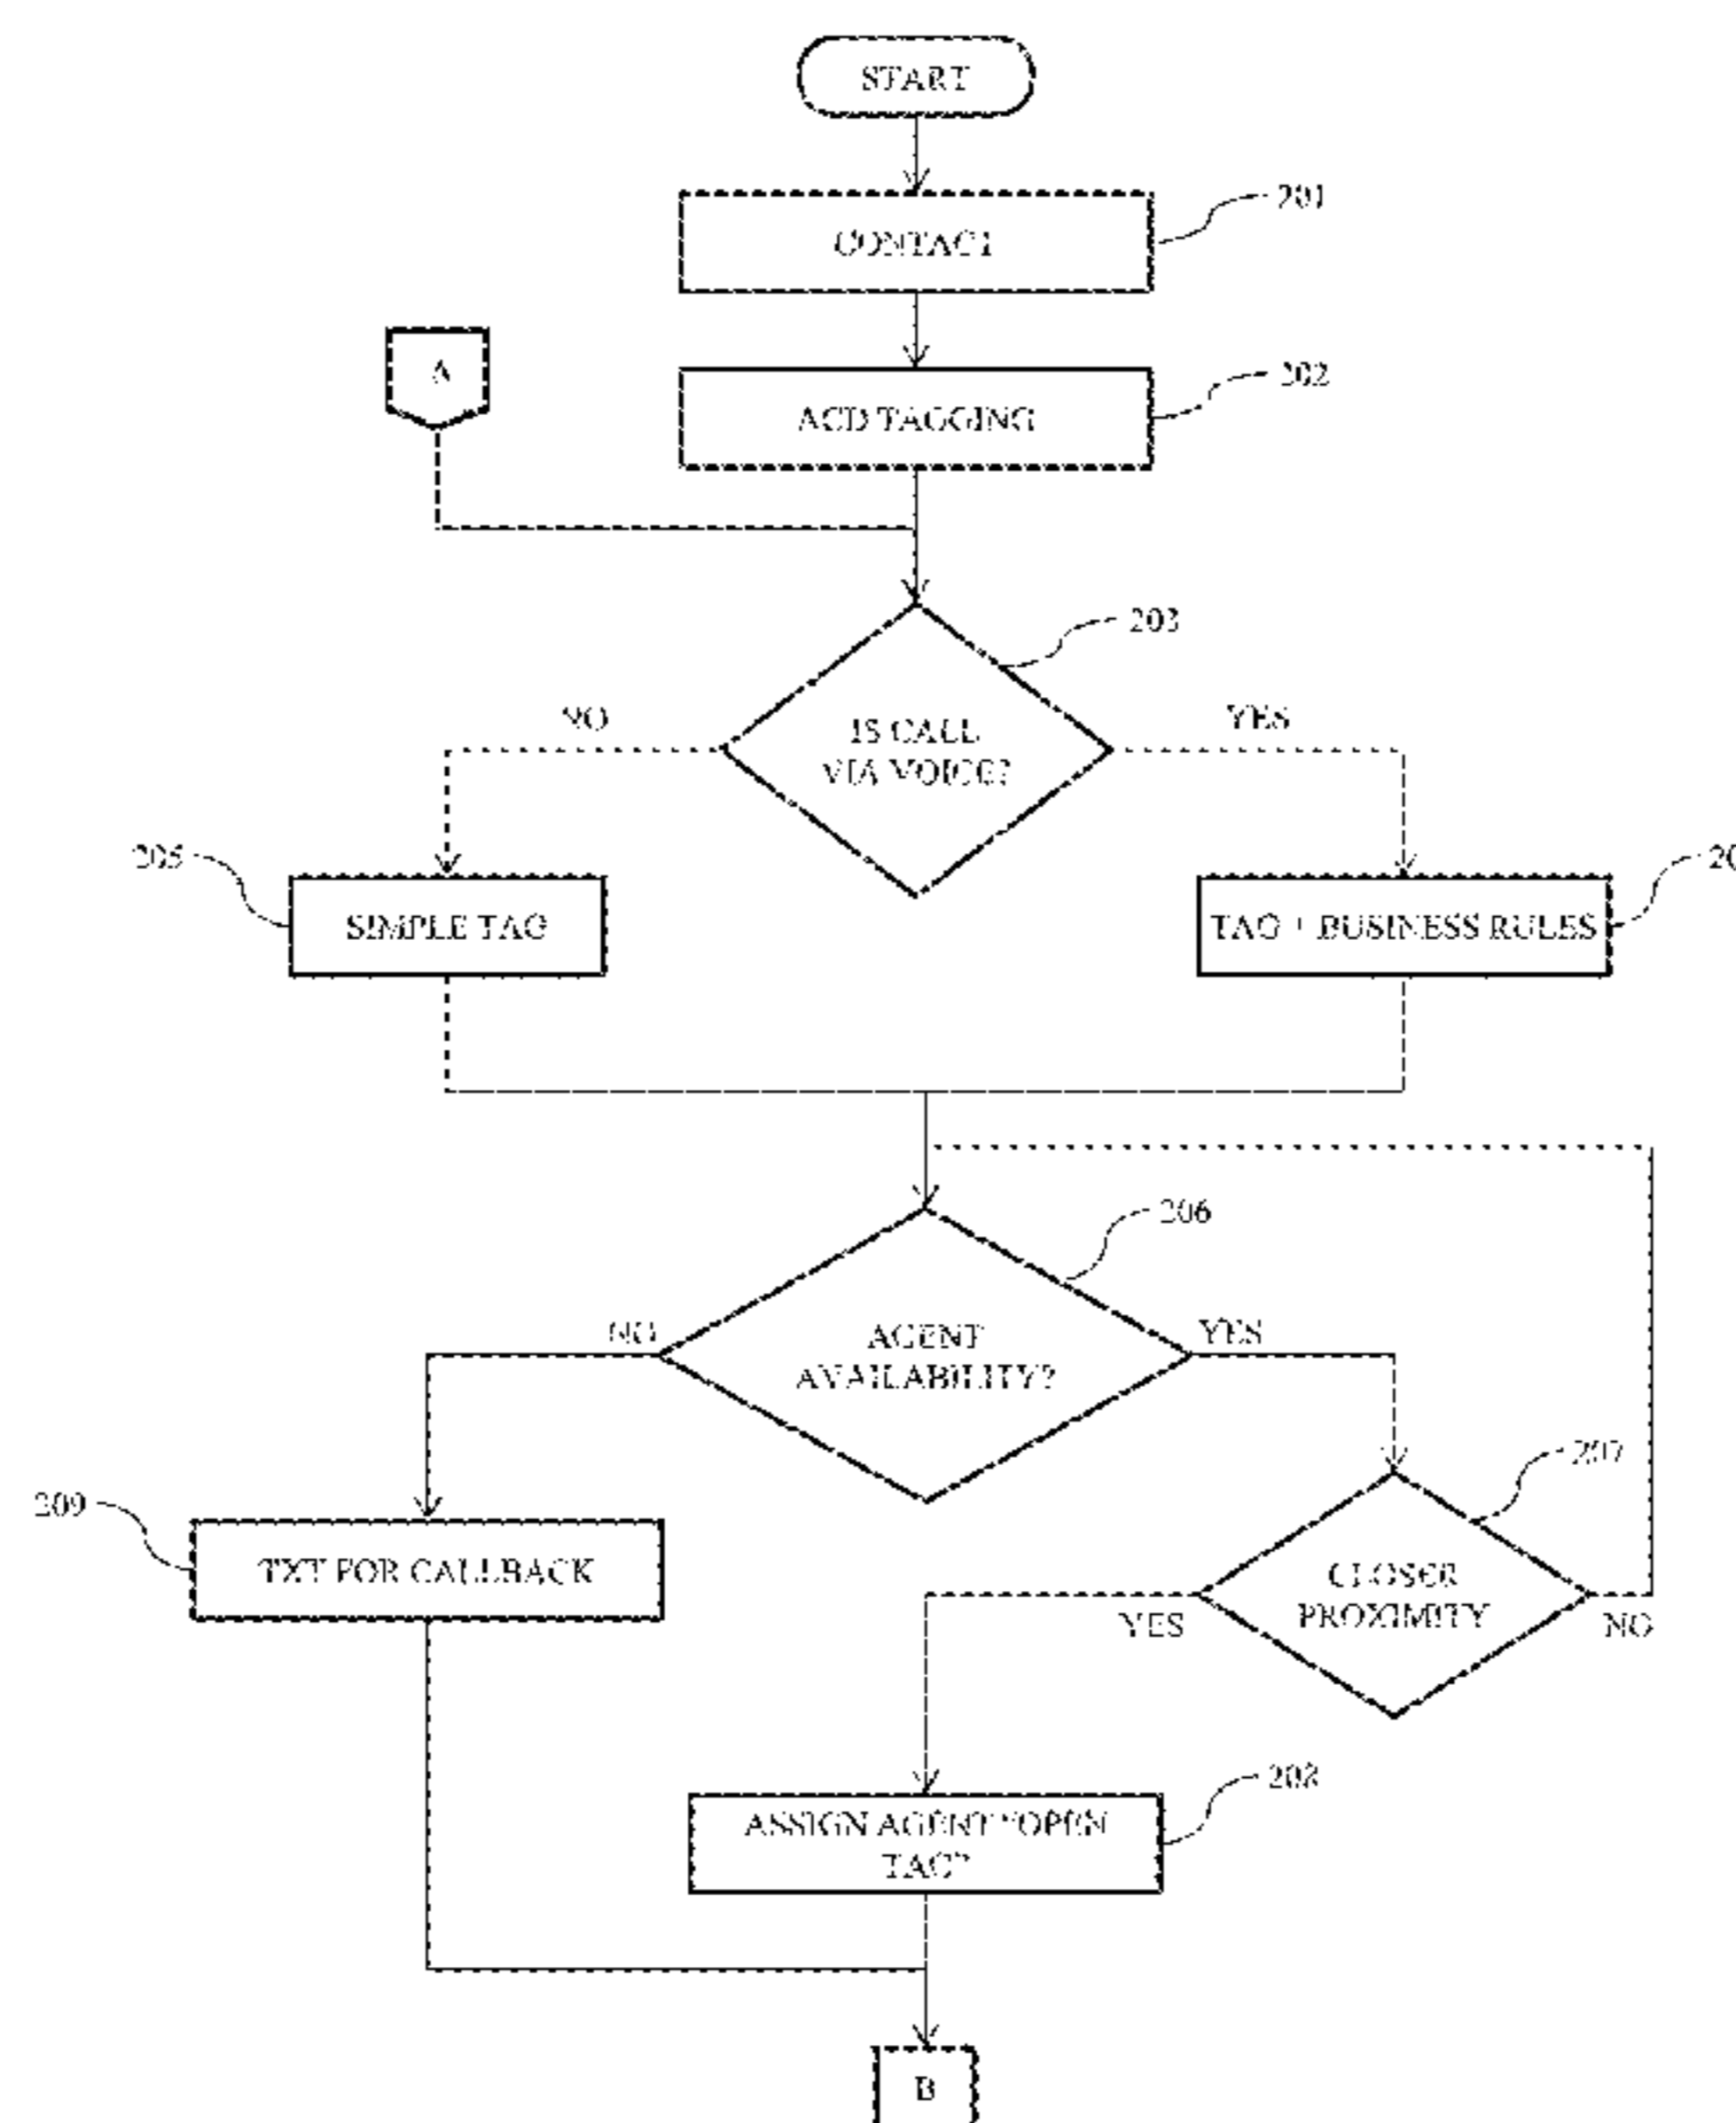 START
CONTACT
201
A
ACD TAGGING
202
203
IS CALL
VIA VOICE?
NO
YES
205
SIMPLE TAG
TAG + BUSINESS RULES
20
206
AGENT
AVAILABILITY?
NO
YES
207
209
TXT FOR CALLBACK
CLOSER
PROXIMITY
YES
NO
208
ASSIGN AGENT "OPEN
TAG"
B